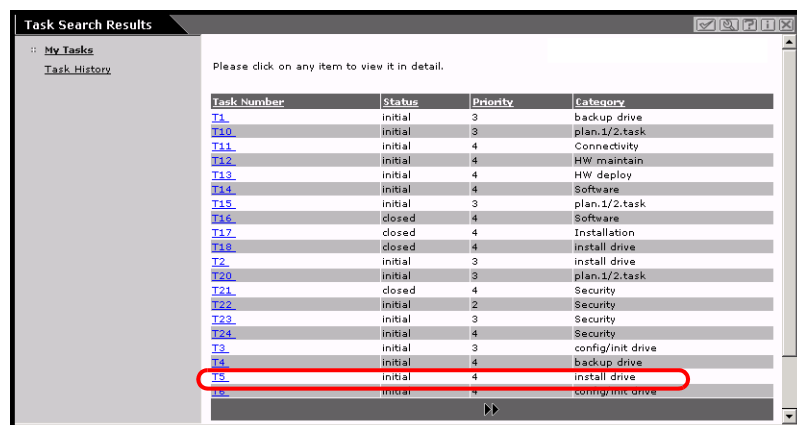 Task Search Results
My Tasks
Task History
Please click on any item to view it in detail.
Task Number Status Priority Category
T1 initial 3 backup drive
T10 initial 3 plan.1/2.task
T11 initial 4 Connectivity
T12 initial 4 HW maintain
T13 initial 4 HW deploy
T14 initial 4 Software
T15 initial 3 plan.1/2.task
T16 closed 4 Software
T17 closed 4 Installation
T18 closed 4 install drive
T2 initial 3 install drive
T20 initial 3 plan.1/2.task
T21 closed 4 Security
T22 initial 2 Security
T23 initial 3 Security
T24 initial 4 Security
T3 initial 3 config/init drive
T4 initial 4 backup drive
T5 initial 4 install drive
T6 initial 4 config/init drive